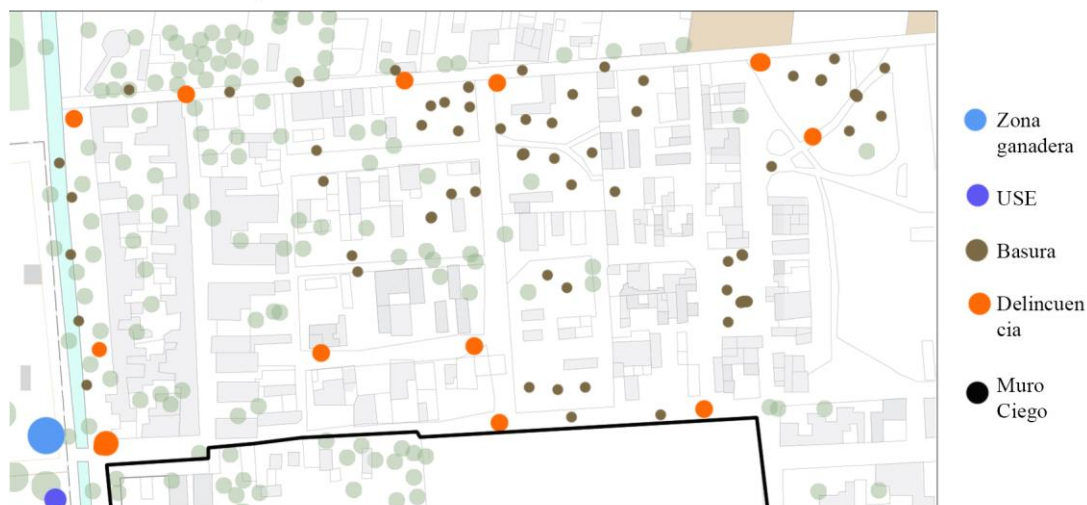 Zona
ganadera
USE
Basura
Delincuen
cia
Muro
Ciego